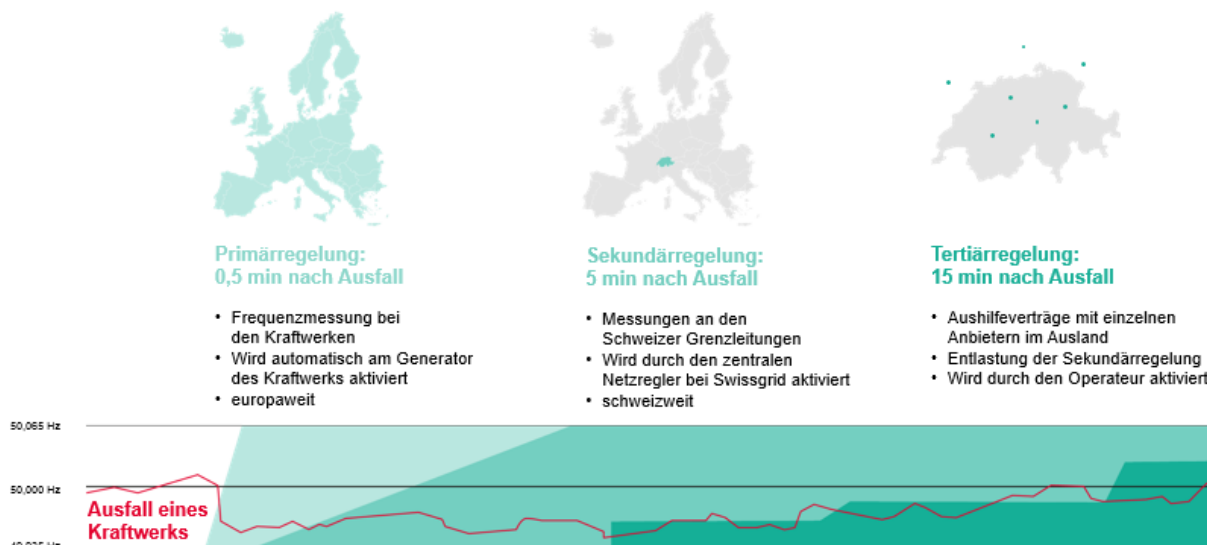 Primärregelung:
0,5 min nach Ausfall
• Frequenzmessung bei
den Kraftwerken
• Wird automatisch am Generator
des Kraftwerks aktiviert
• europaweit
Sekundärregelung:
5 min nach Ausfall
• Messungen an den
Schweizer Grenzleitungen
• Wird durch den zentralen
Netzregler bei Swissgrid aktiviert
• schweizweit
Tertiärregelung:
15 min nach Ausfall
• Aushilfeverträge mit einzelnen
Anbietern im Ausland
• Entlastung der Sekundärregelung
• Wird durch den Operateur aktiviert
50,065 Hz
50,000 Hz
Ausfall eines
Kraftwerks